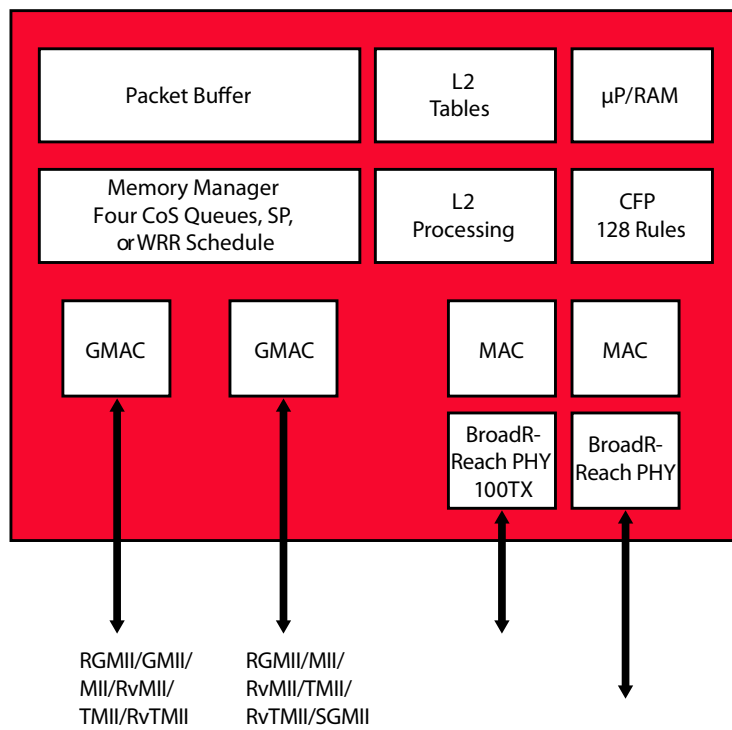 Packet Buffer
L2
Tables
µP/RAM
Memory Manager
Four CoS Queues, SP,
or WRR Schedule
L2
Processing
CFP
128 Rules
GMAC
GMAC
MAC
MAC
BroadR-
Reach PHY
100TX
BroadR-
Reach PHY
RGMII/GMII/
MII/RvMII/
TMII/RvTMII
RGMII/MII/
RvMII/TMII/
RvTMII/SGMII